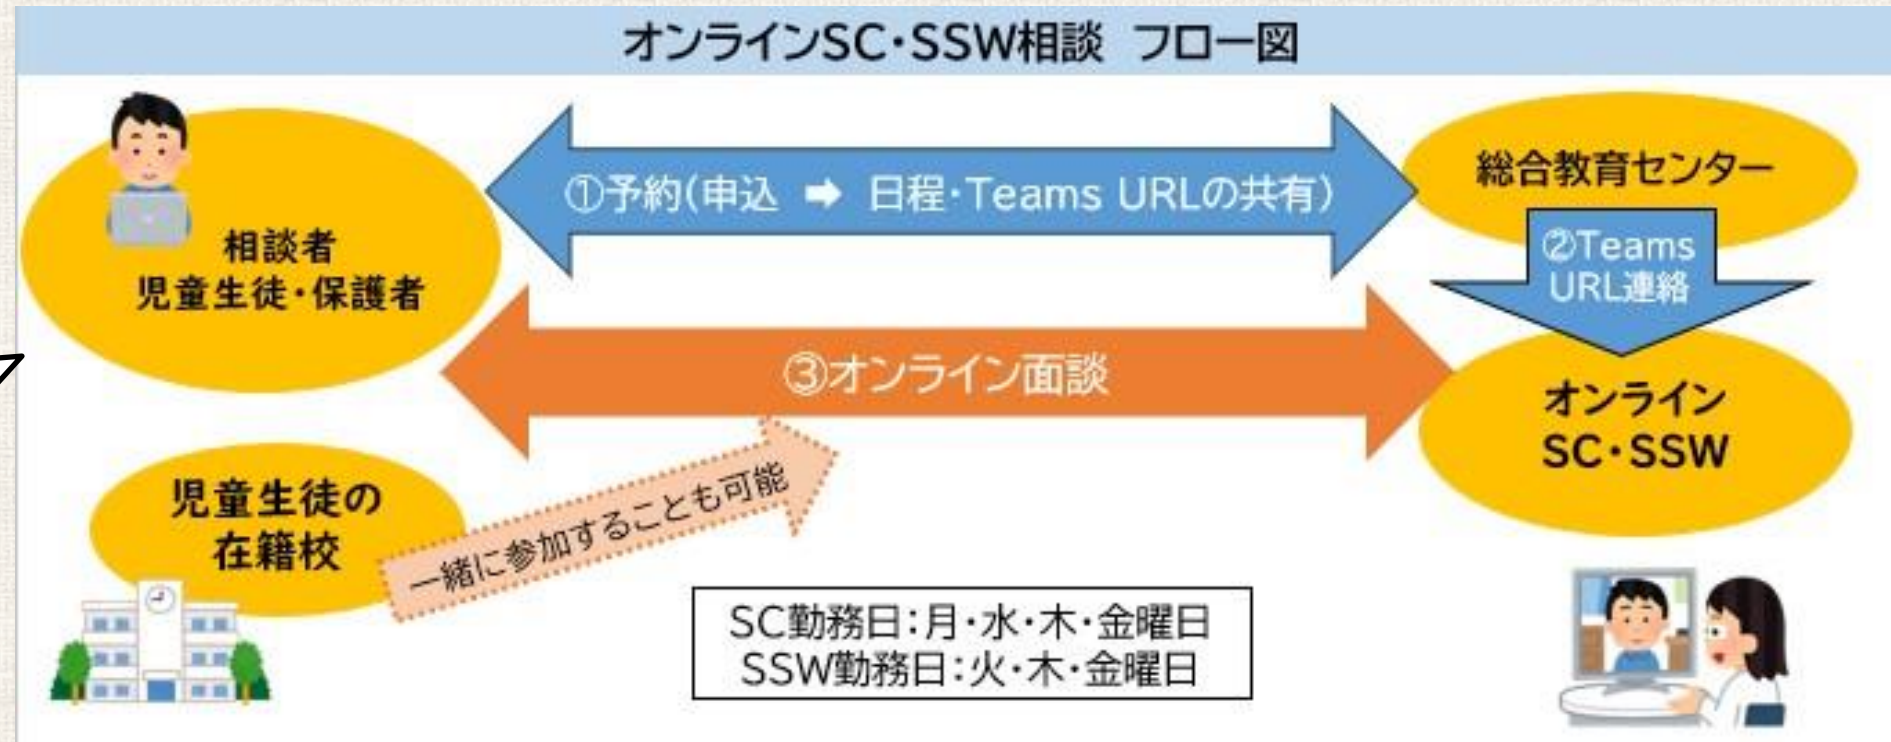 オンラインSC・SSW相談 フロー図
①予約(申込 ➡ 日程・Teams URLの共有)
総合教育センター
相談者
児童生徒・保護者
②Teams
URL連絡
③オンライン面談
オンライン
SC・SSW
児童生徒の
在籍校
一緒に参加することも可能
SC勤務日：月・水・木・金曜日
SSW勤務日：火・木・金曜日